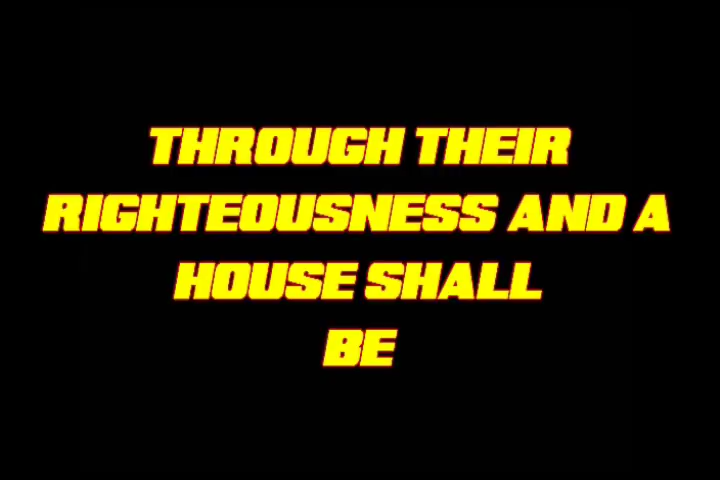 THROUGH THEIR
RIGHTEOUSNESS AND A
HOUSE SHALL
BE